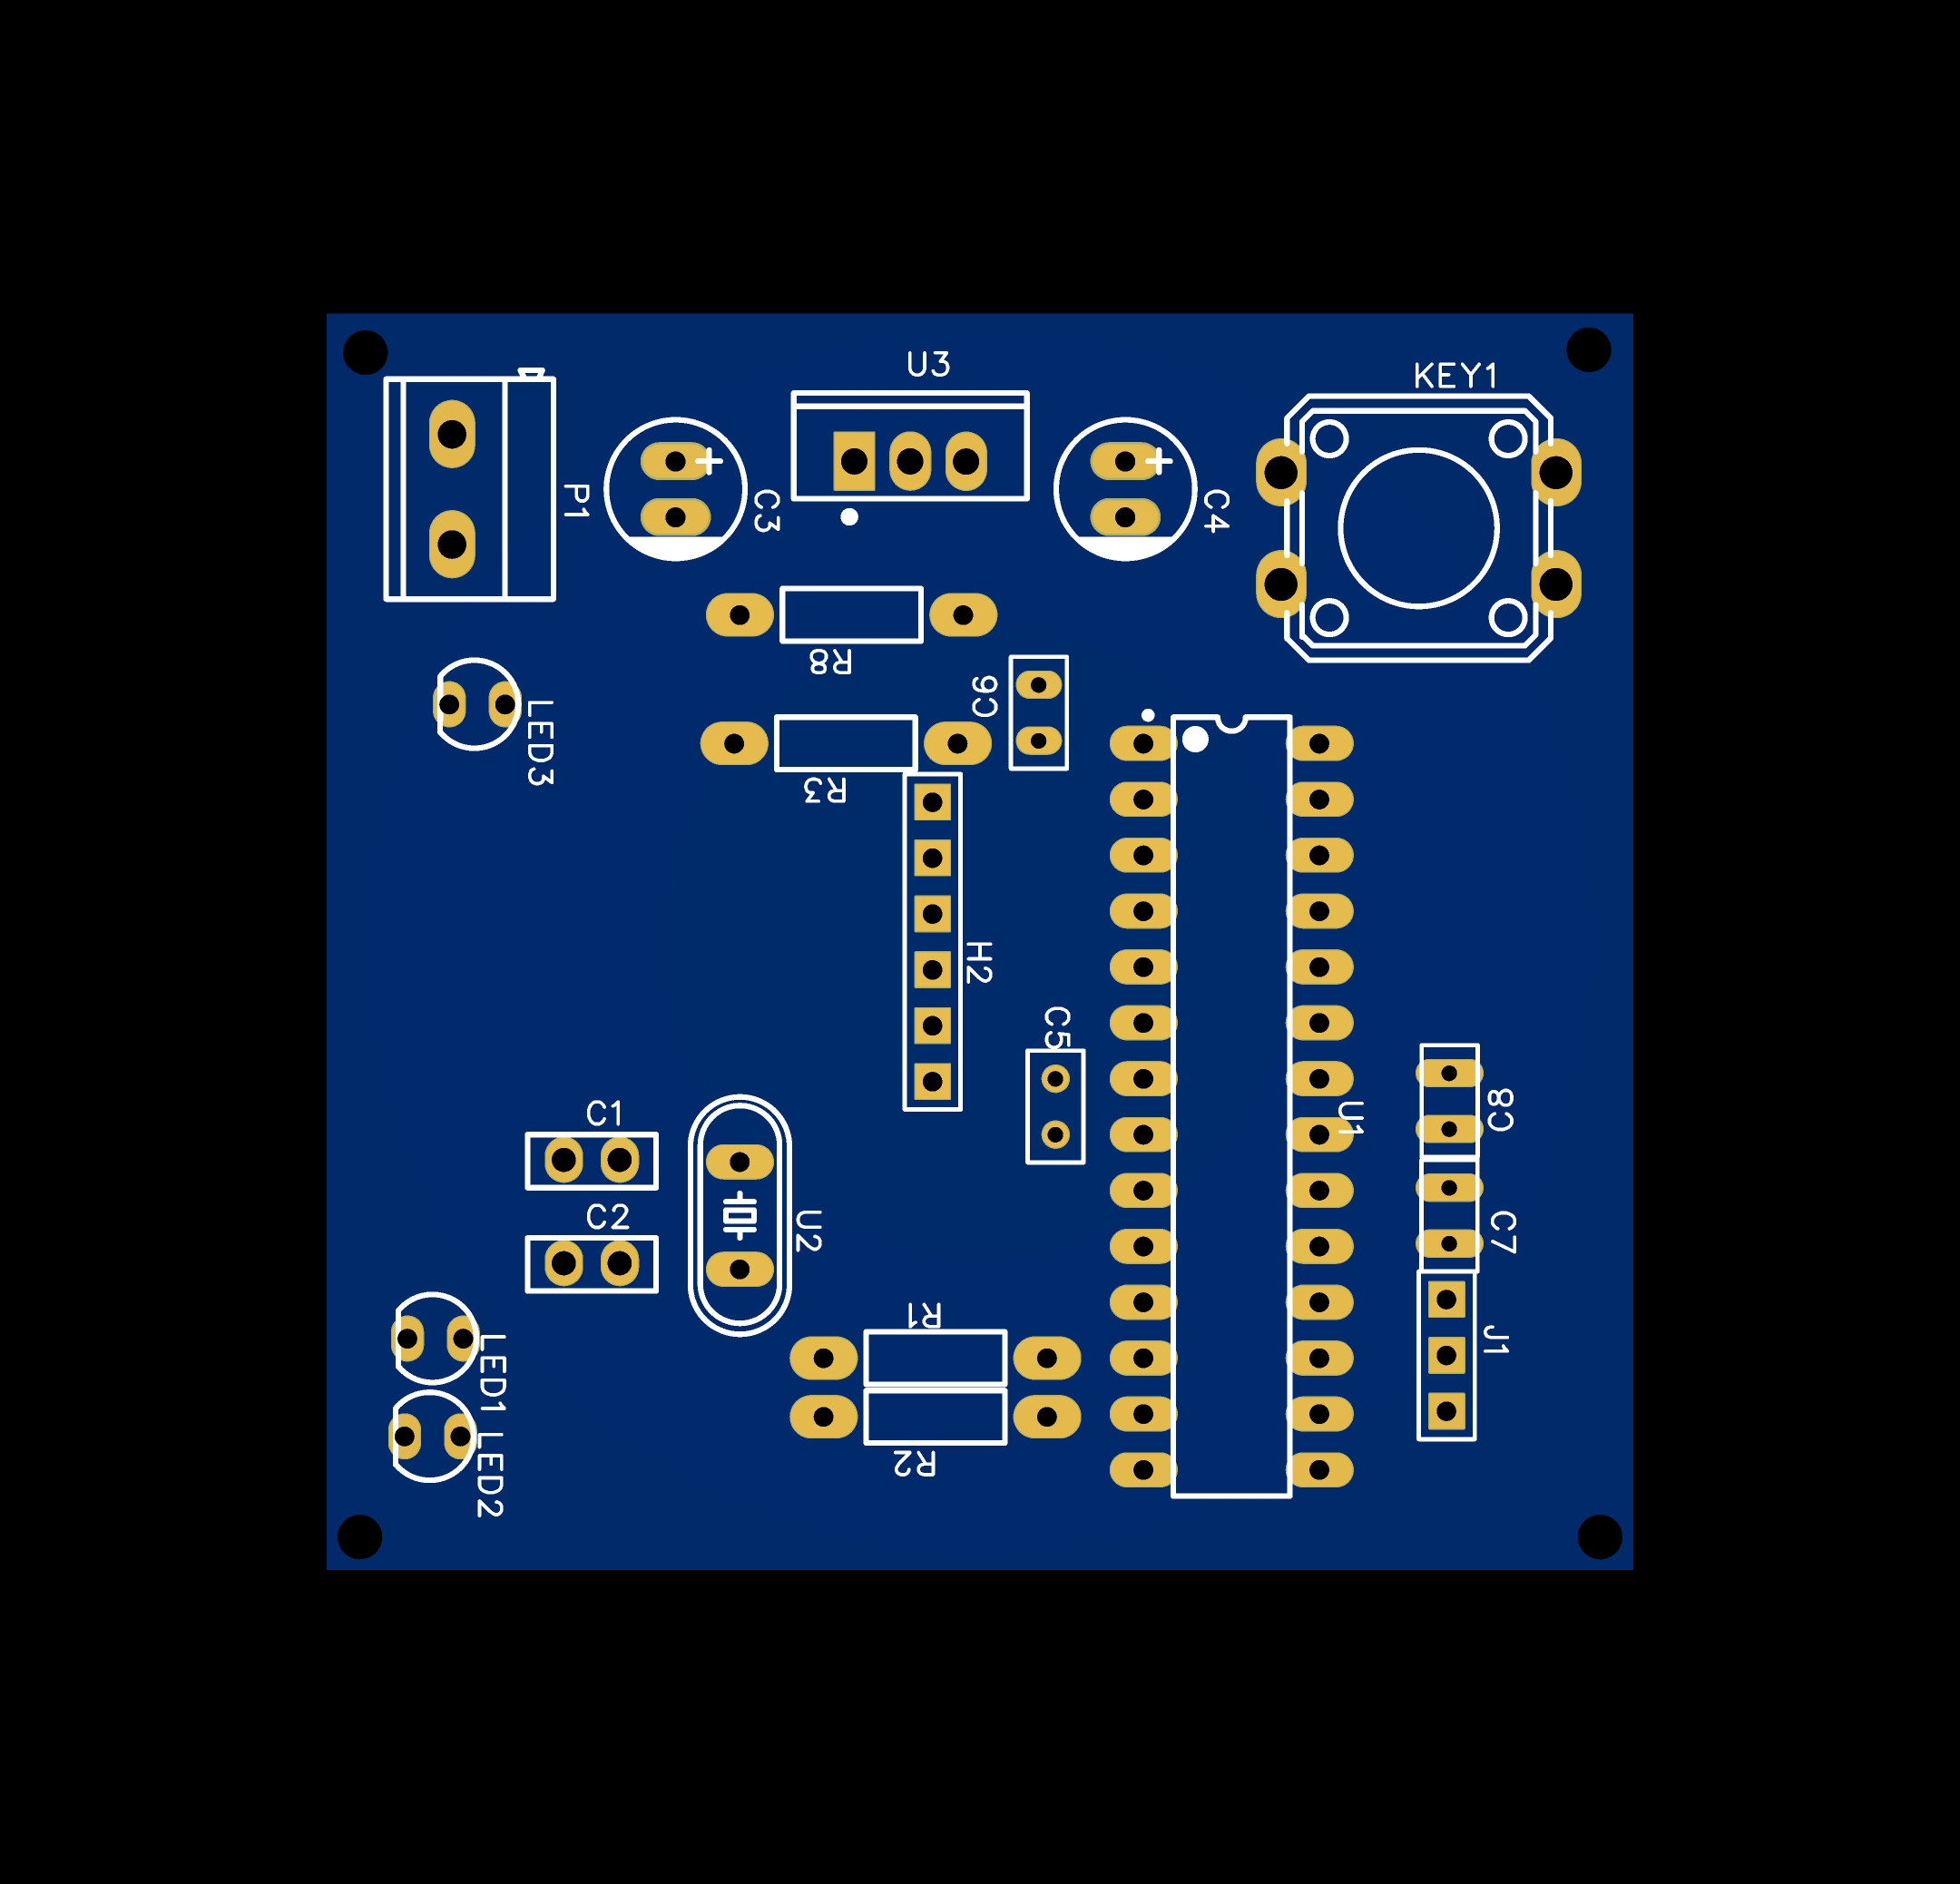 U3
KEY1
P1
C3
+
C4
+
R8
C6
LED3
R3
H2
C5
C8
U1
C1
C2
U2
C7
R1
J1
LED1
R2
LED2